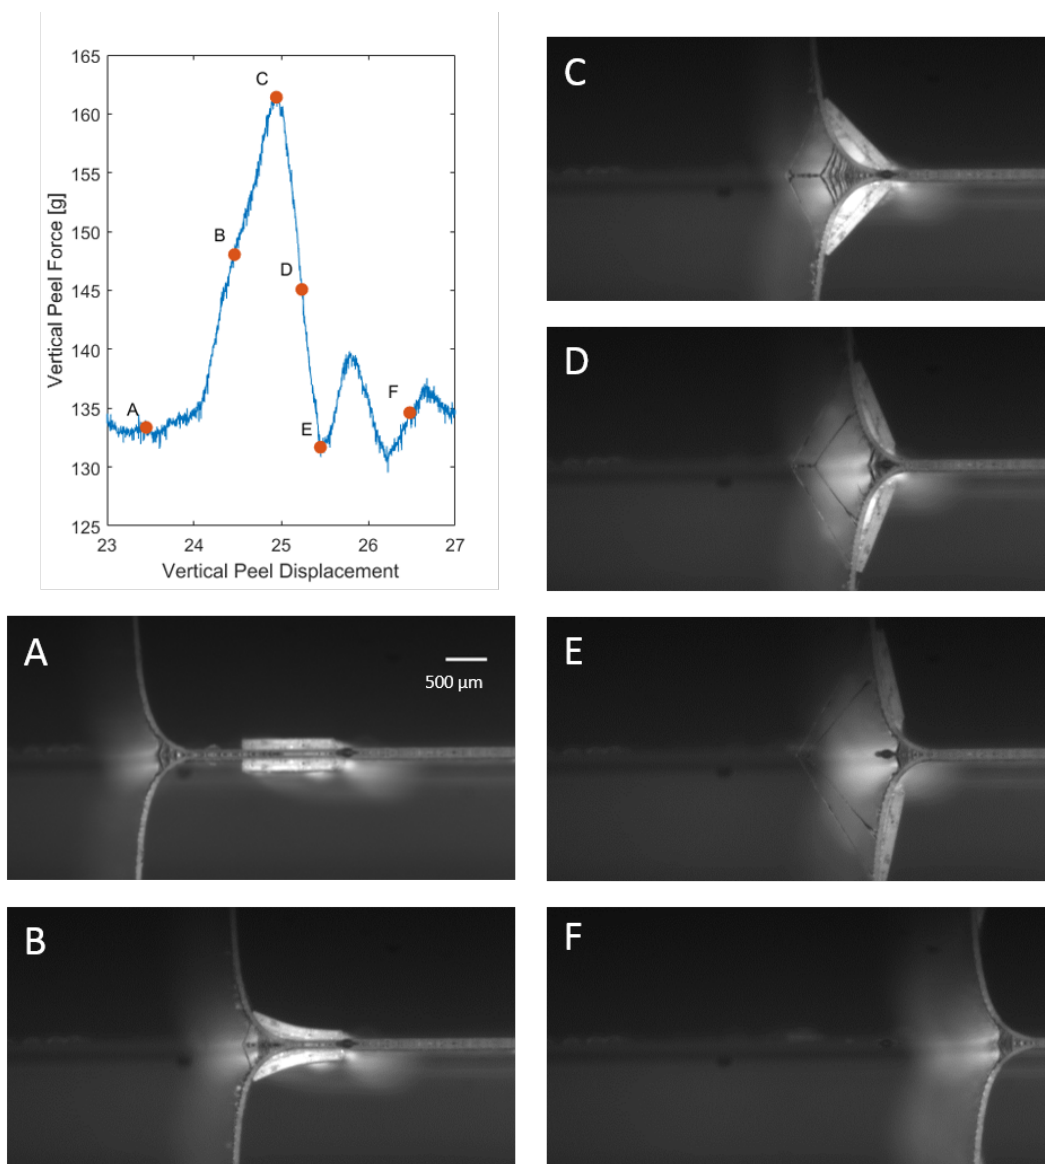 165
160
155
150
145
140
135
130
125
Vertical Peel Force [g]
A
B
C
D
E
F
23
24
25
26
27
Vertical Peel Displacement
C
D
A
500 µm
E
B
F